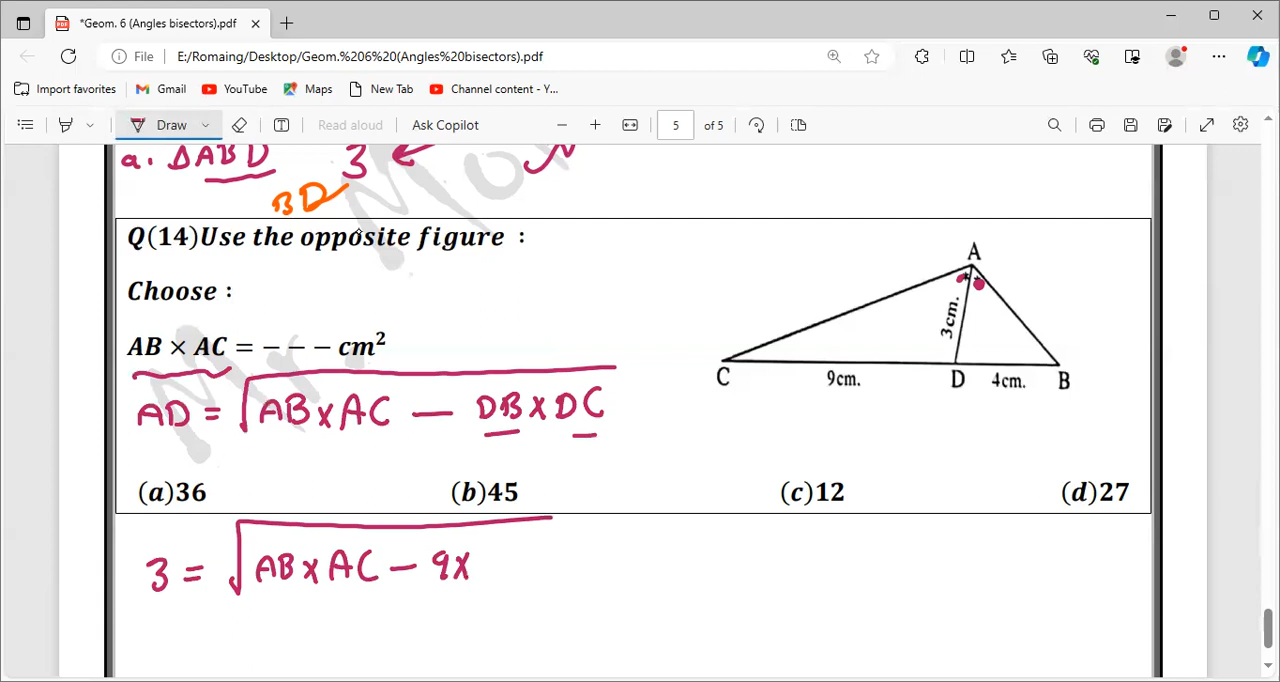 *Geom. 6 (Angles bisectors).pdf
File E:/Romaing/Desktop/Geom.%206%20(Angles%20bisectors).pdf
Import favorites Gmail YouTube Maps New Tab Channel content - Y...
Draw Read aloud Ask Copilot 5 of 5
a. ΔABD 3
BD
Q(14)Use the opposite figure :
Choose :
AB × AC = − − − cm²
AD = √AB × AC − DB × DC
(a)36 (b)45 (c)12 (d)27
3 = √AB × AC − 9×
A
3cm.
C 9cm. D 4cm. B
Mr.